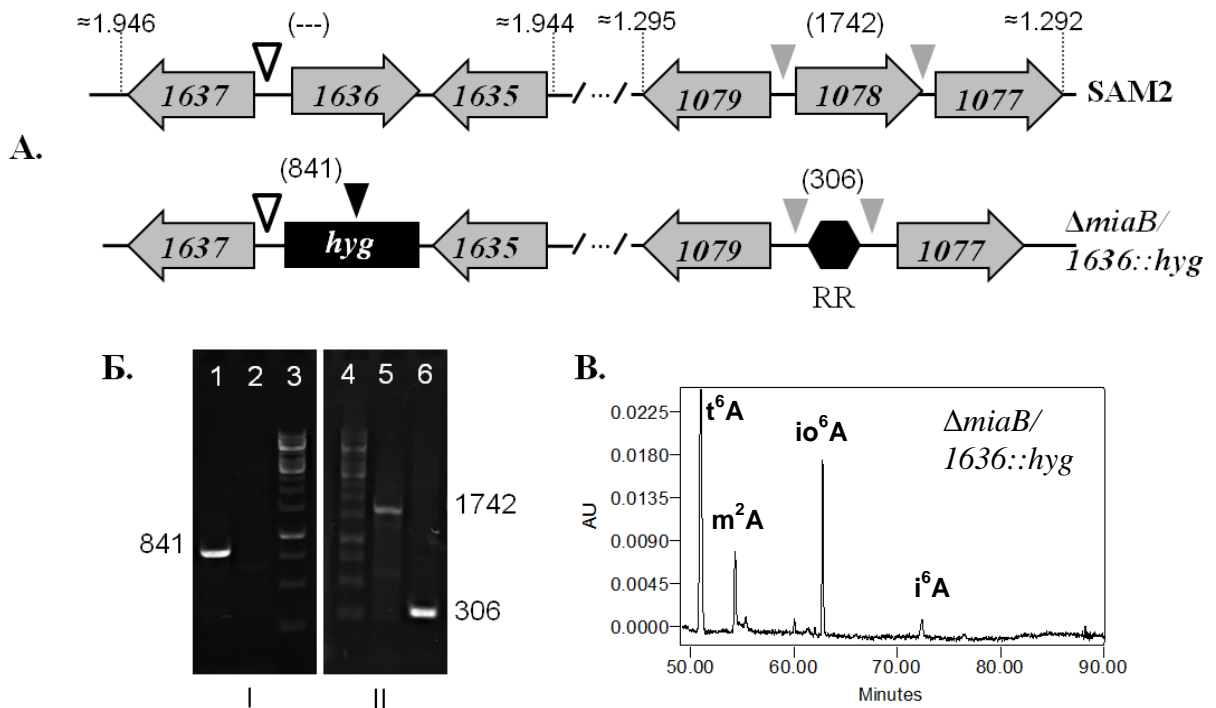 ≈1.946 (---) ≈1.944 ≈1.295 (1742) ≈1.292
1637 1636 1635 / ... / 1079 1078 1077 SAM2
А.
(841) (306)
1637 hyg 1635 / ... / 1079 1077 ΔmiaB/
1636::hyg
RR
Б.
1 2 3 4 5 6
841
1742
306
I II
В.
AU
0.0225
0.0180
0.0135
0.0090
0.0045
0.0000
t⁶A
m²A
io⁶A
i⁶A
ΔmiaB/
1636::hyg
50.00 60.00 70.00 80.00 90.00
Minutes